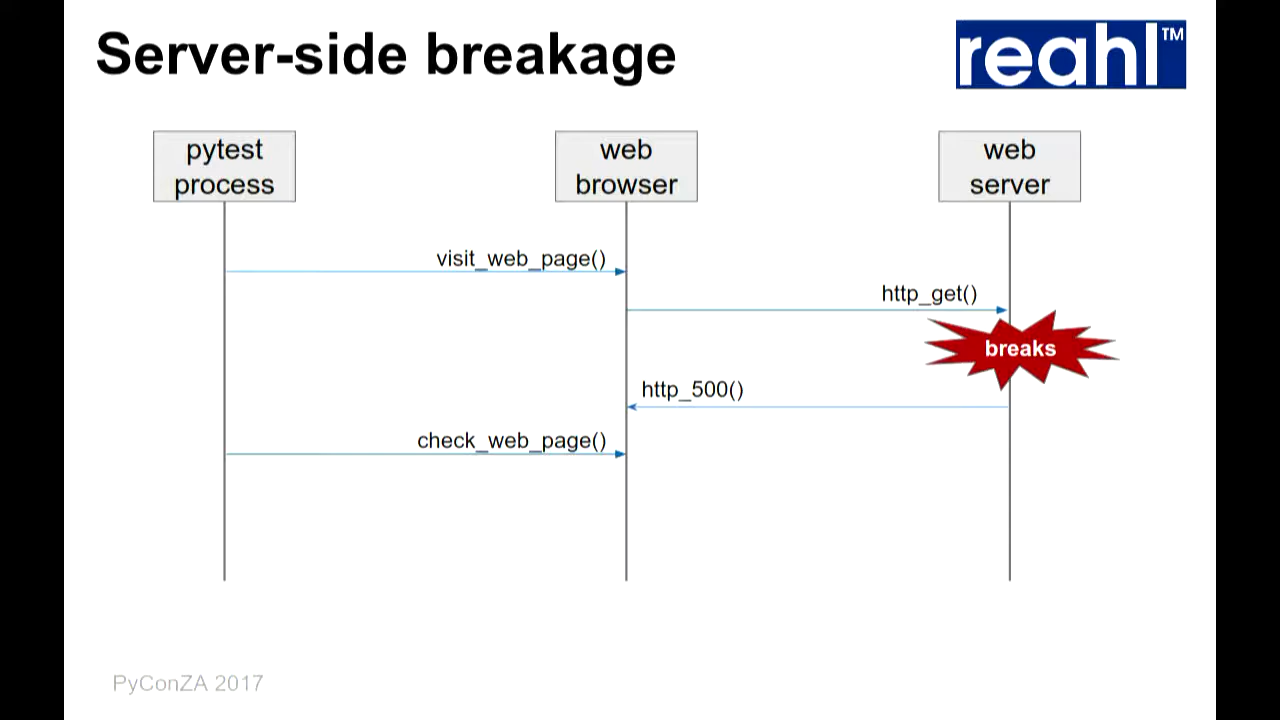 Server-side breakage
reahl™
pytest
process
web
browser
web
server
visit_web_page()
http_get()
breaks
http_500()
check_web_page()
PyConZA 2017